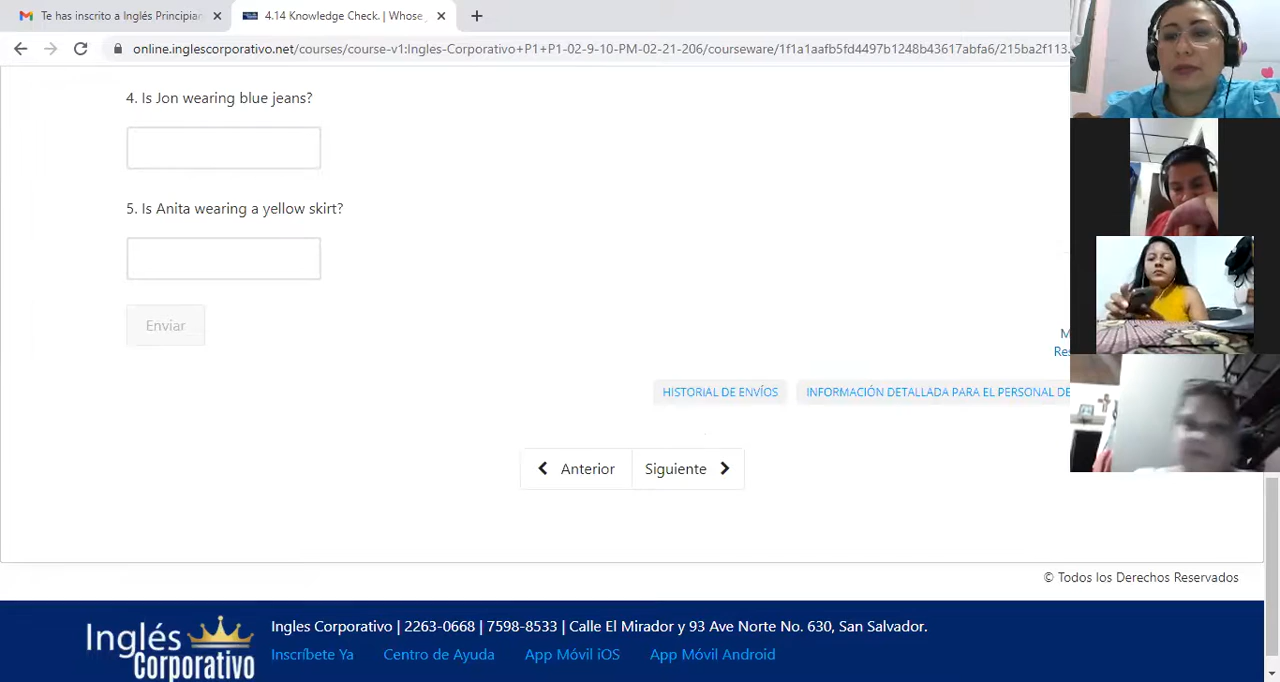 Te has inscrito a Inglés Principian
4.14 Knowledge Check. | Whose
online.inglescorporativo.net/courses/course-v1:Ingles-Corporativo+P1+P1-02-9-10-PM-02-21-206/courseware/1f1a1aafb5fd4497b1248b43617abfa6/215ba2f113.
4. Is Jon wearing blue jeans?
5. Is Anita wearing a yellow skirt?
Enviar
M
Res
HISTORIAL DE ENVÍOS
INFORMACIÓN DETALLADA PARA EL PERSONAL DE
Anterior
Siguiente
© Todos los Derechos Reservados
Inglés
Corporativo
Ingles Corporativo | 2263-0668 | 7598-8533 | Calle El Mirador y 93 Ave Norte No. 630, San Salvador.
Inscríbete Ya
Centro de Ayuda
App Móvil iOS
App Móvil Android